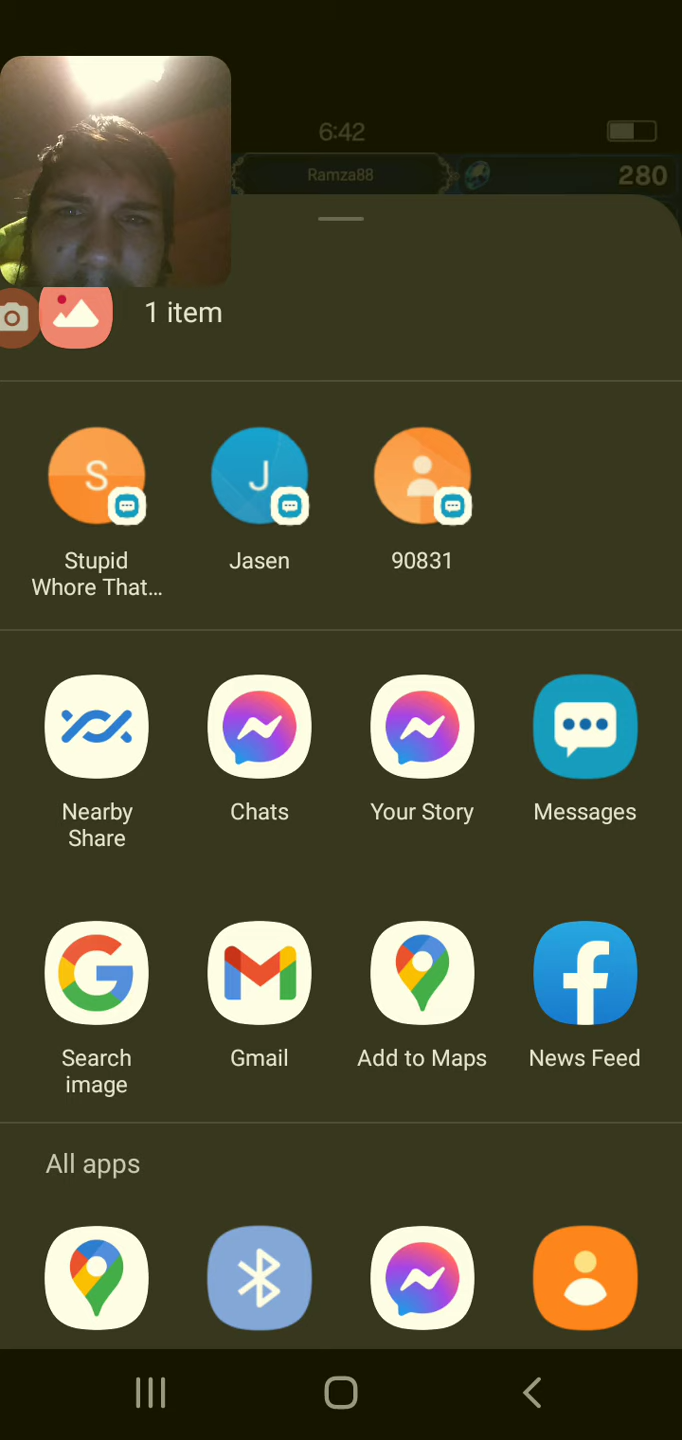 6:42
Ramza88
280
1 item
S
J
Stupid
Whore That...
Jasen
90831
Nearby
Share
Chats
Your Story
Messages
Search
image
Gmail
Add to Maps
News Feed
All apps